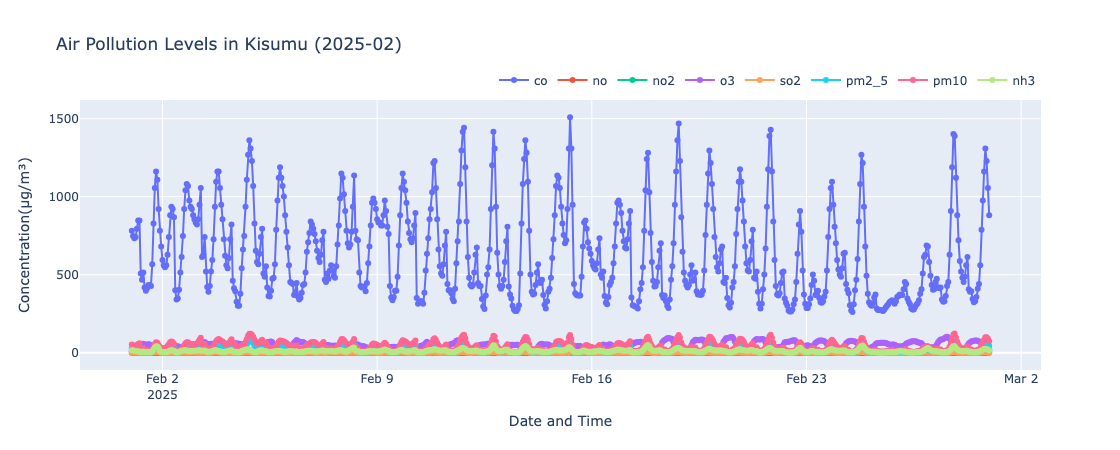 Air Pollution Levels in Kisumu (2025-02)
co no no2 o3 so2 pm2_5 pm10 nh3
Concentration(μg/m³)
1500
1000
500
0
Feb 2 Feb 9 Feb 16 Feb 23 Mar 2
2025
Date and Time